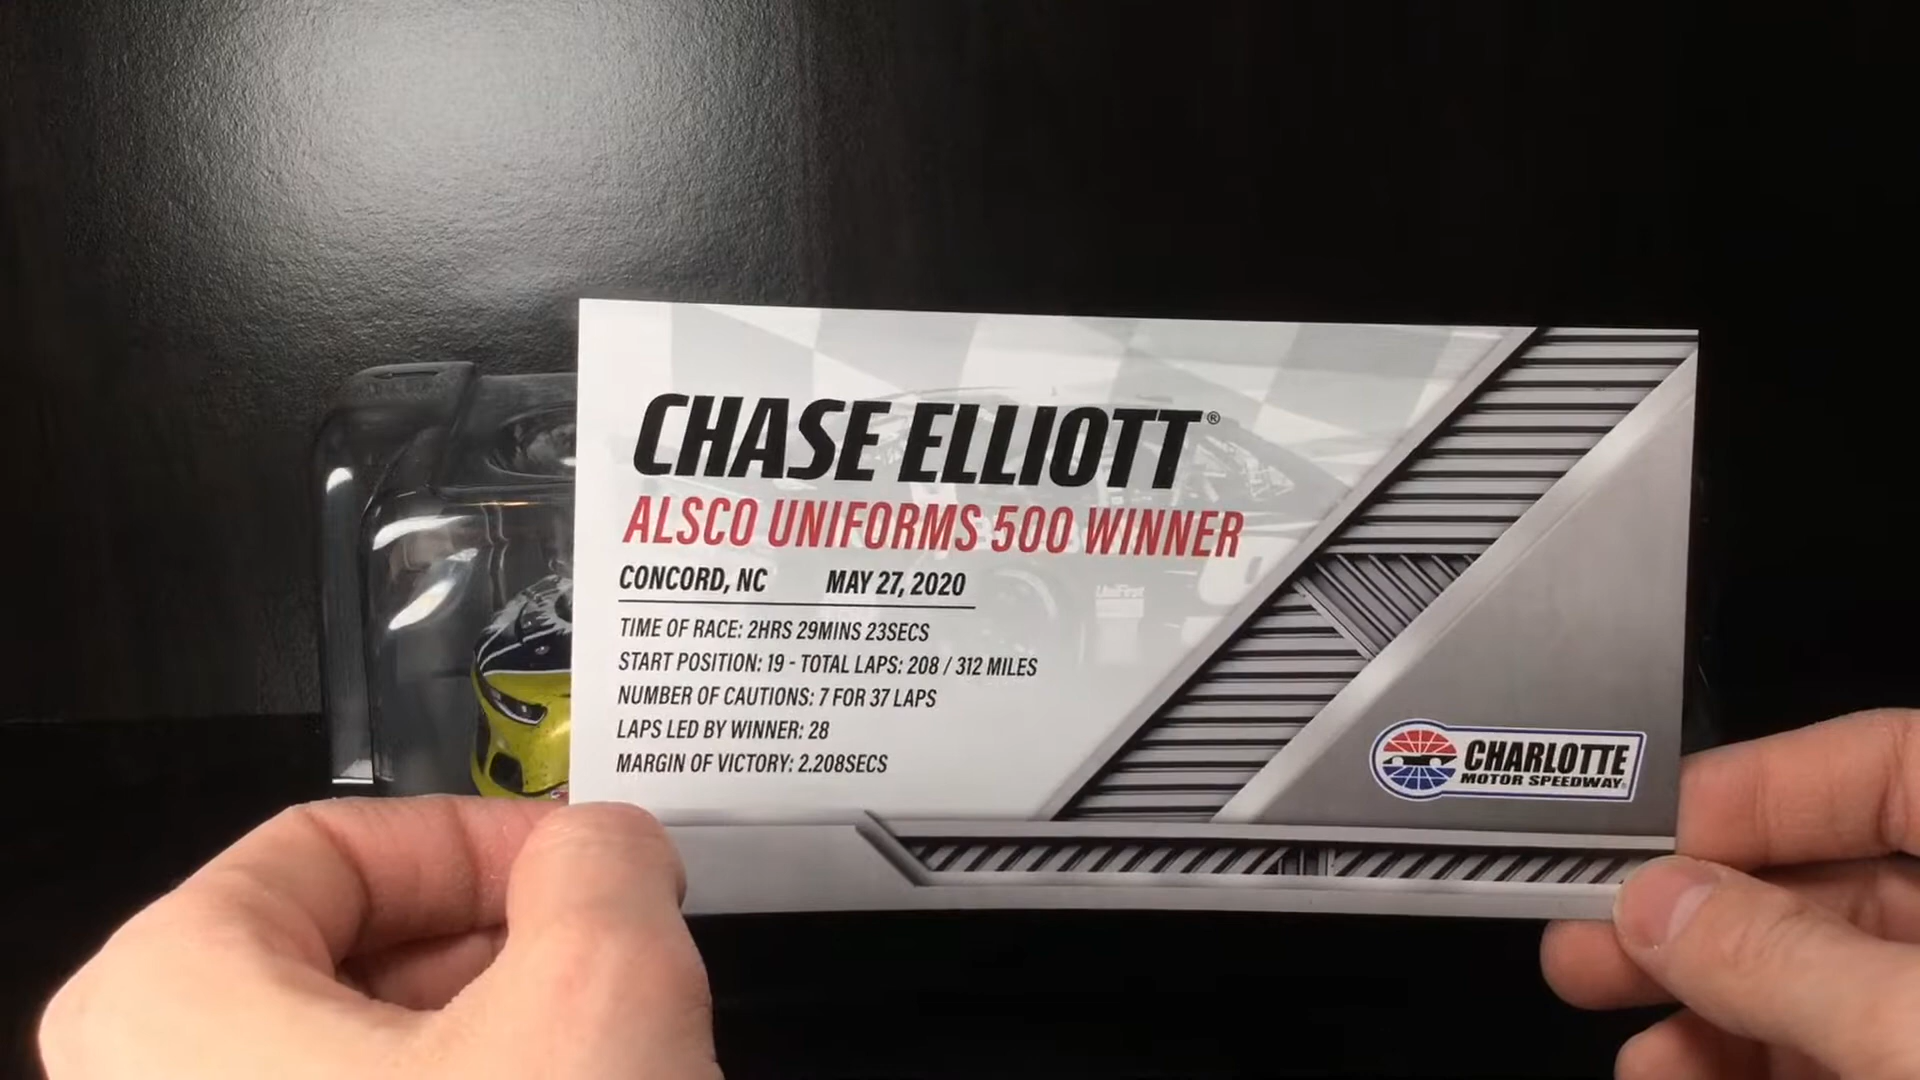 CHASE ELLIOTT®
ALSCO UNIFORMS 500 WINNER
CONCORD, NC MAY 27, 2020
TIME OF RACE: 2HRS 29MINS 23SECS
START POSITION: 19 - TOTAL LAPS: 208 / 312 MILES
NUMBER OF CAUTIONS: 7 FOR 37 LAPS
LAPS LED BY WINNER: 28
MARGIN OF VICTORY: 2.208SECS
UniFirst
CHARLOTTE
MOTOR SPEEDWAY